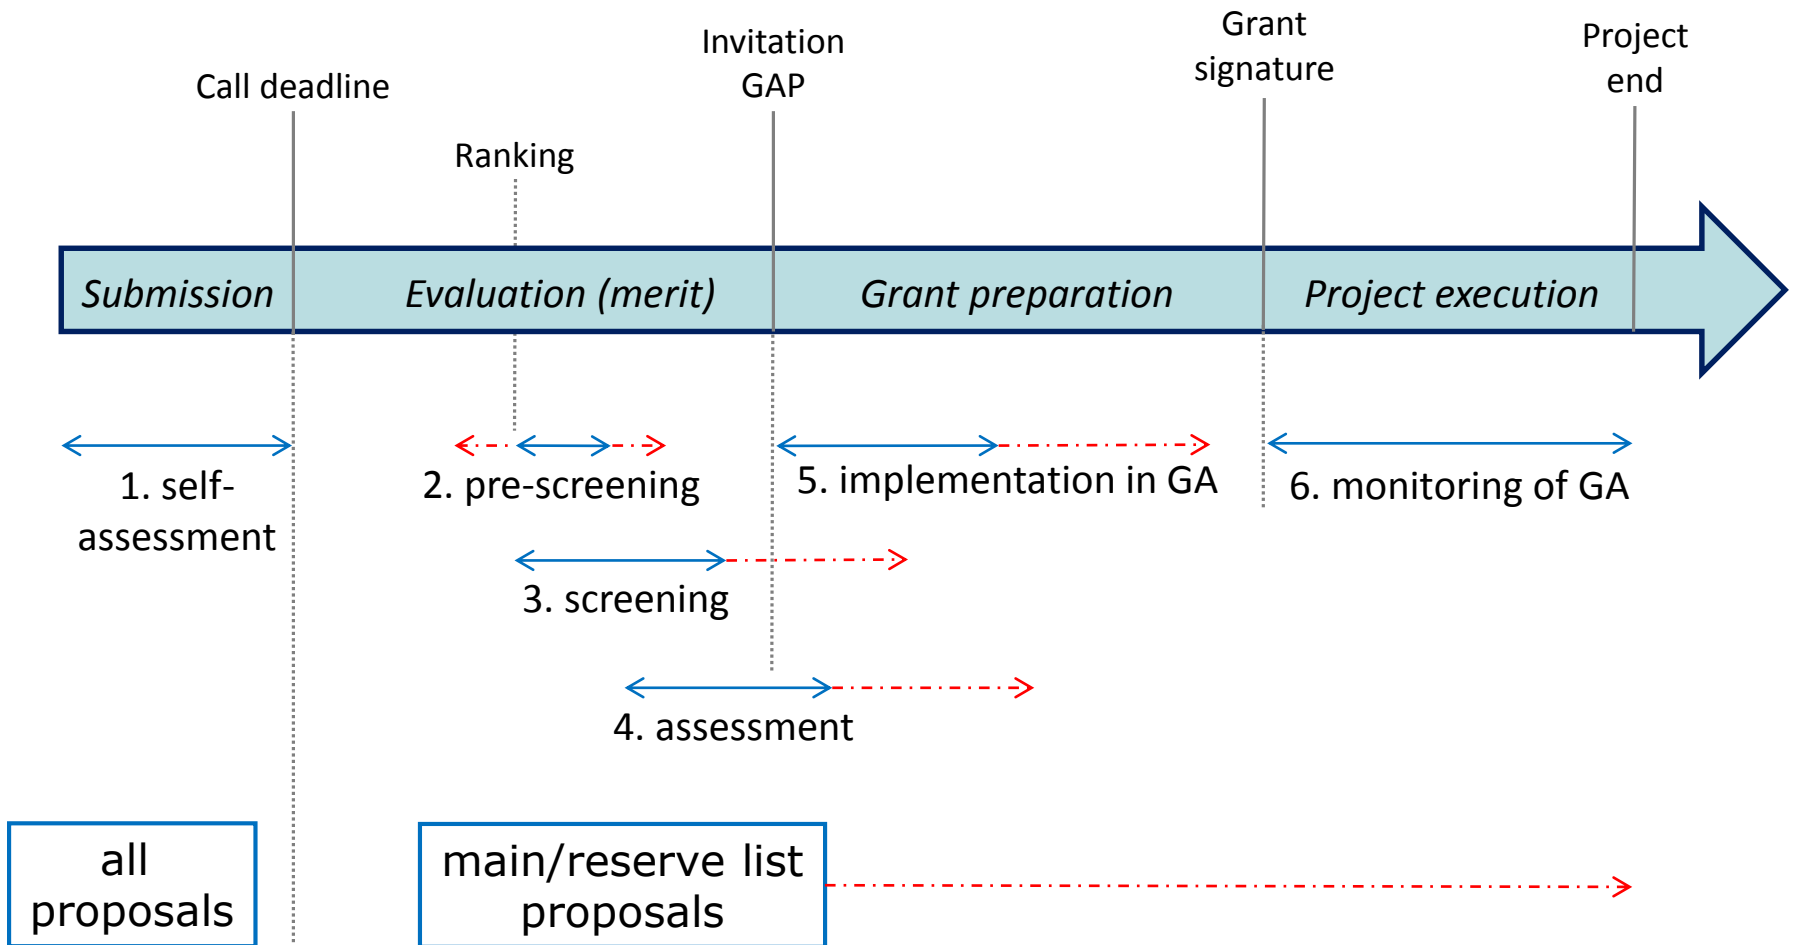 Call deadline
Ranking
Invitation
GAP
Grant
signature
Project
end
Submission
Evaluation (merit)
Grant preparation
Project execution
1. self-
assessment
2. pre-screening
5. implementation in GA
6. monitoring of GA
3. screening
4. assessment
all
proposals
main/reserve list
proposals